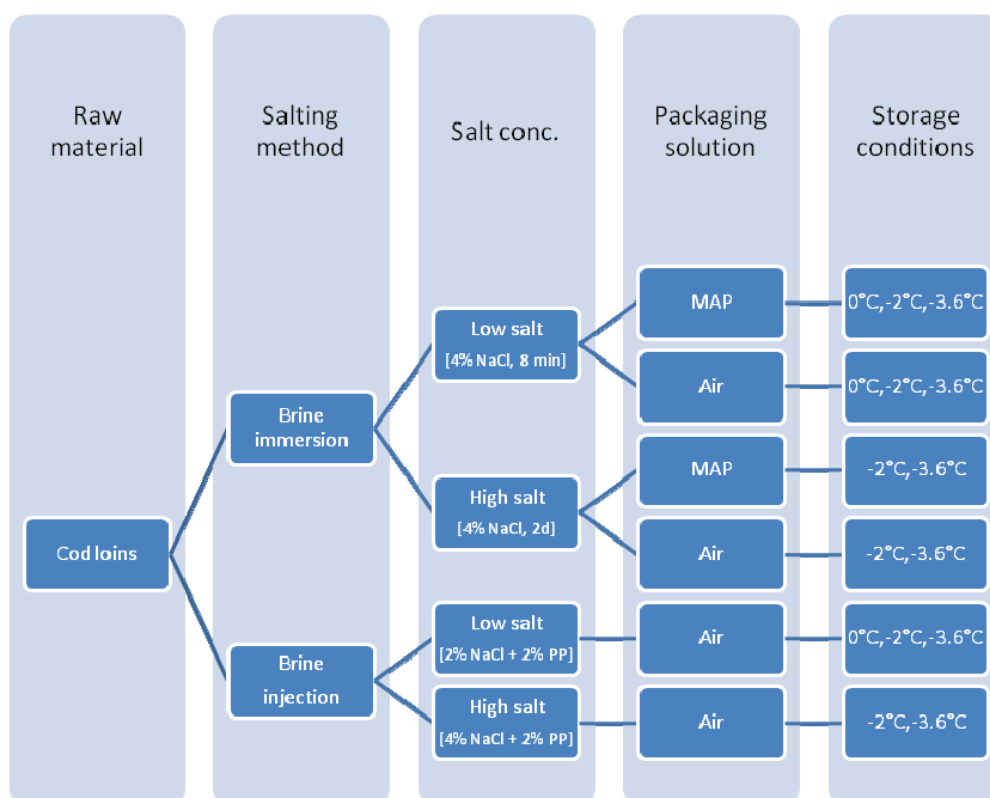 Raw
material
Salting
method
Salt conc.
Packaging
solution
Storage
conditions
Cod loins
Brine
immersion
Brine
injection
Low salt
[4% NaCl, 8 min]
High salt
[4% NaCl, 2d]
Low salt
[2% NaCl + 2% PP]
High salt
[4% NaCl + 2% PP]
MAP
Air
MAP
Air
Air
Air
0°C,-2°C,-3.6°C
0°C,-2°C,-3.6°C
-2°C,-3.6°C
-2°C,-3.6°C
0°C,-2°C,-3.6°C
-2°C,-3.6°C